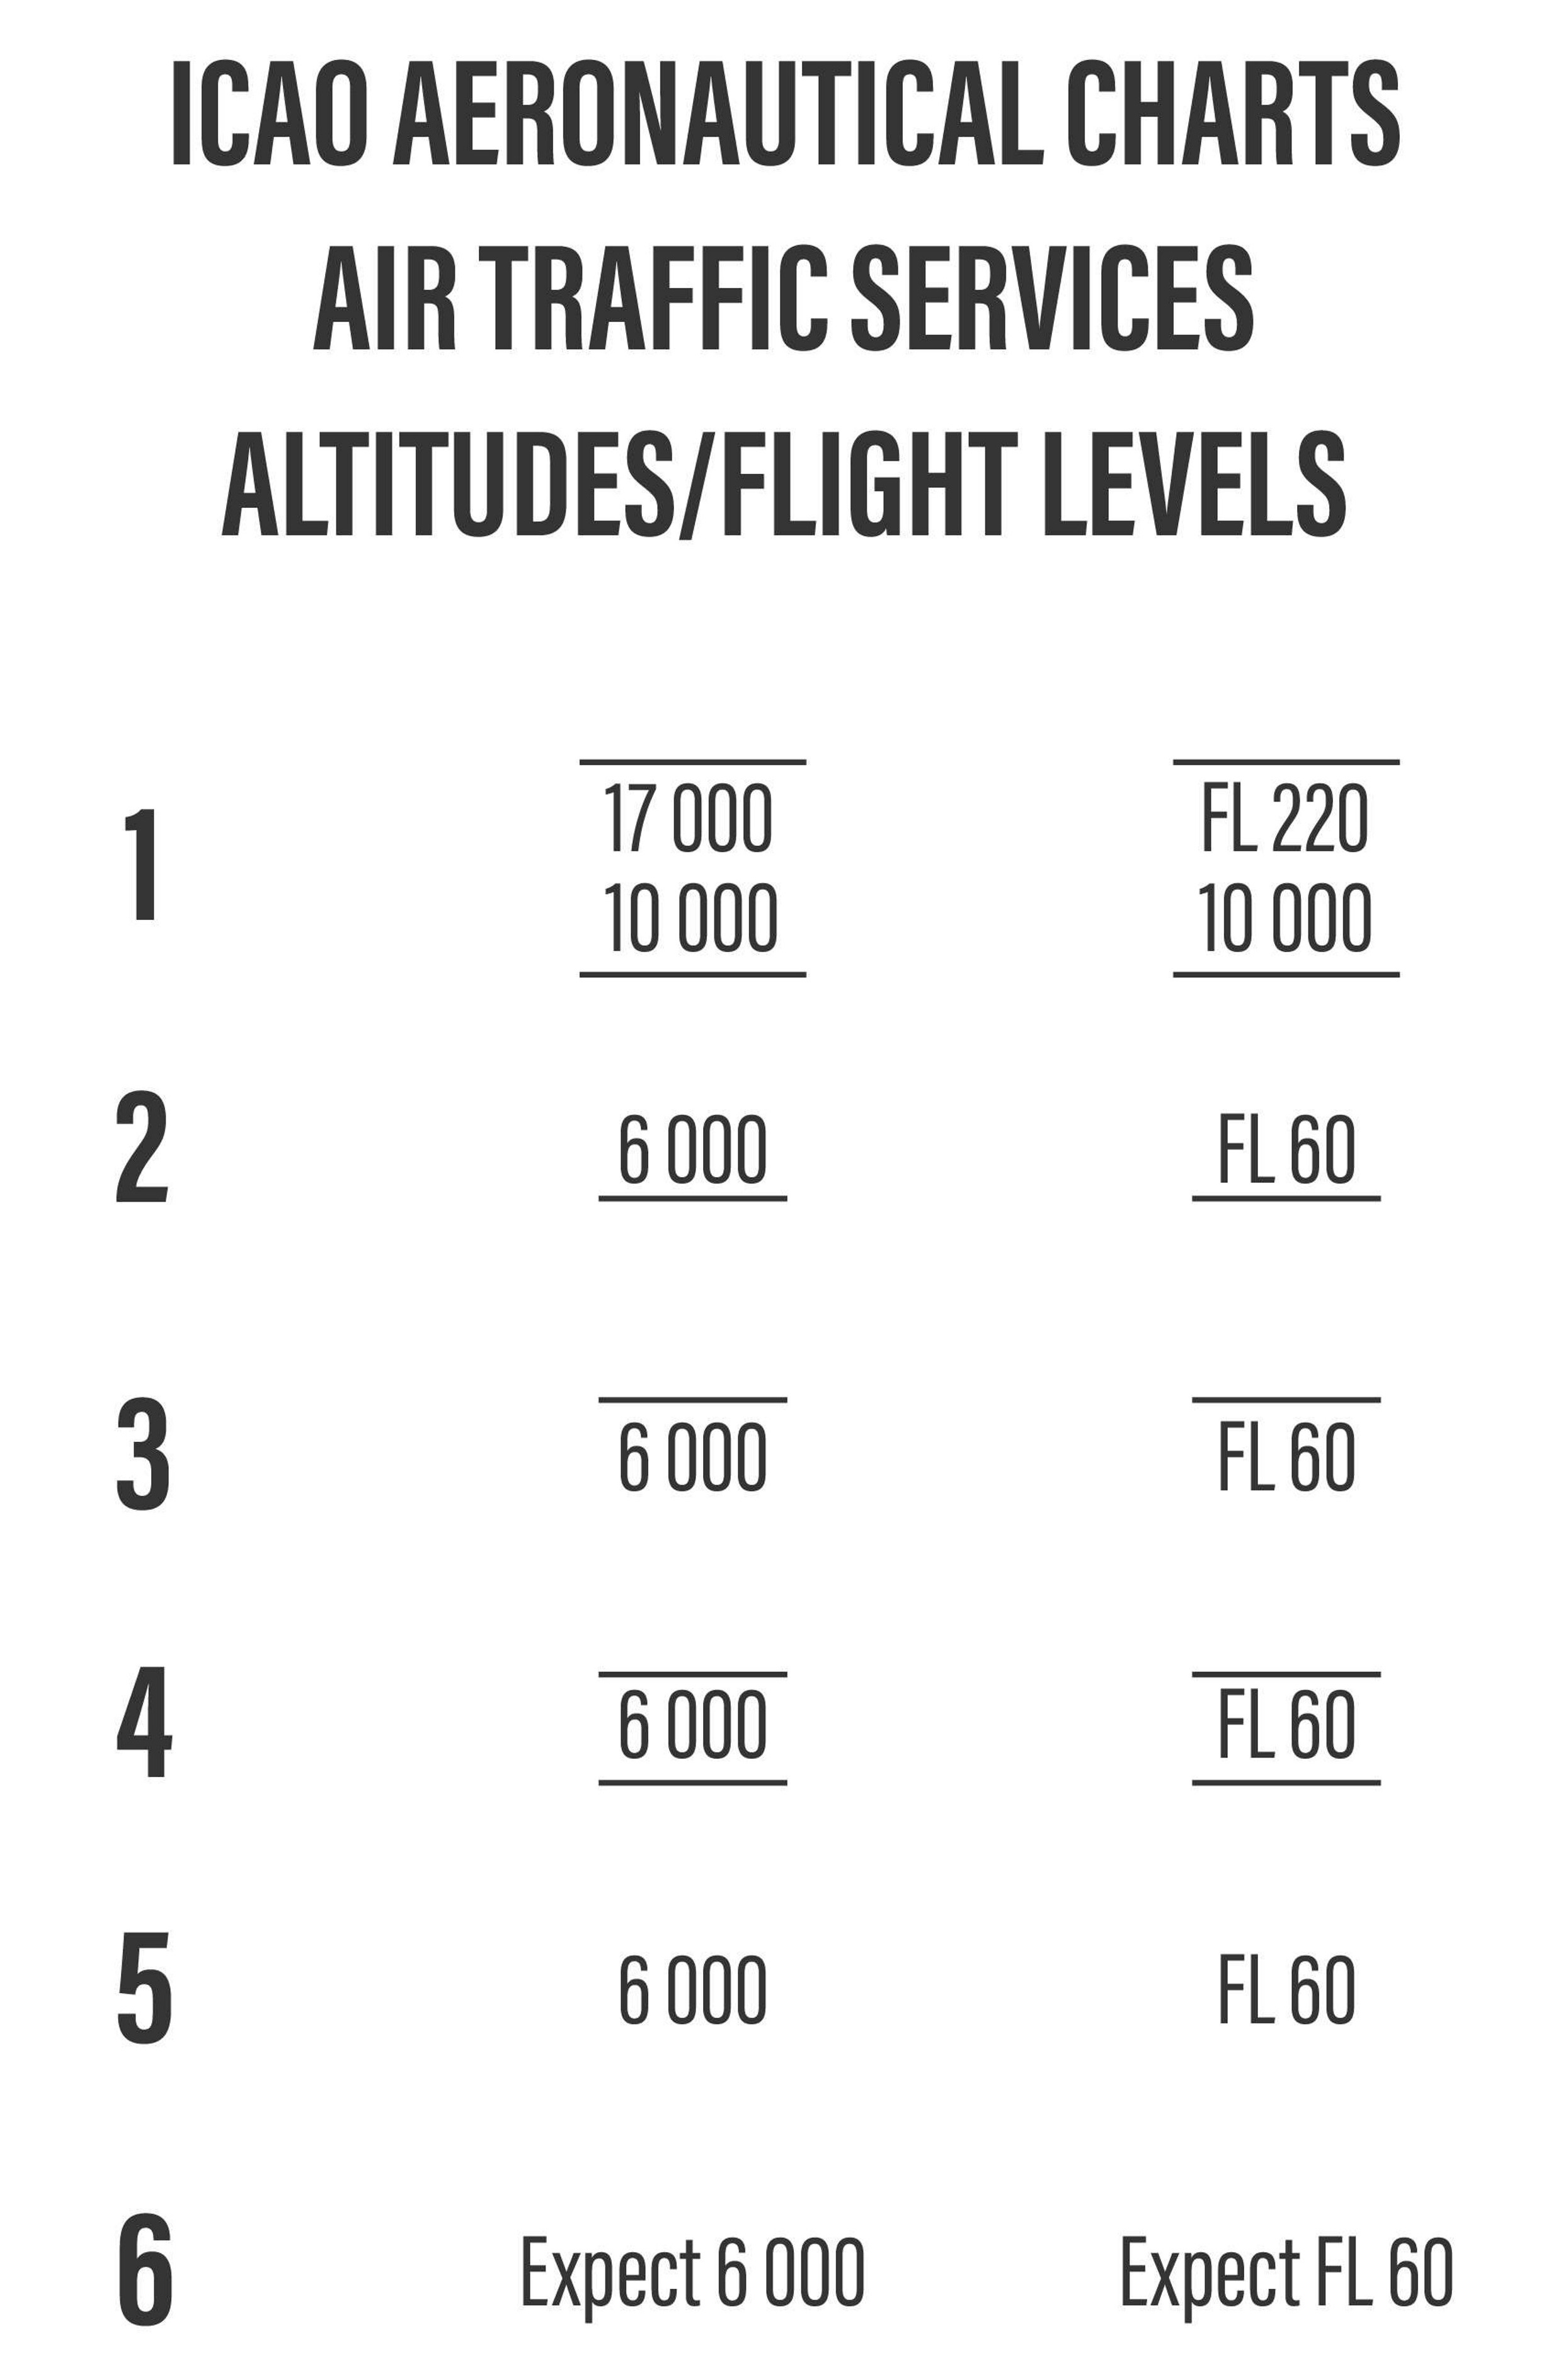 ICAO AERONAUTICAL CHARTS
AIR TRAFFIC SERVICES
ALTITUDES/FLIGHT LEVELS
1
17 000
10 000
FL 220
10 000
2
6 000
FL 60
3
6 000
FL 60
4
6 000
FL 60
5
6 000
FL 60
6
Expect 6 000
Expect FL 60